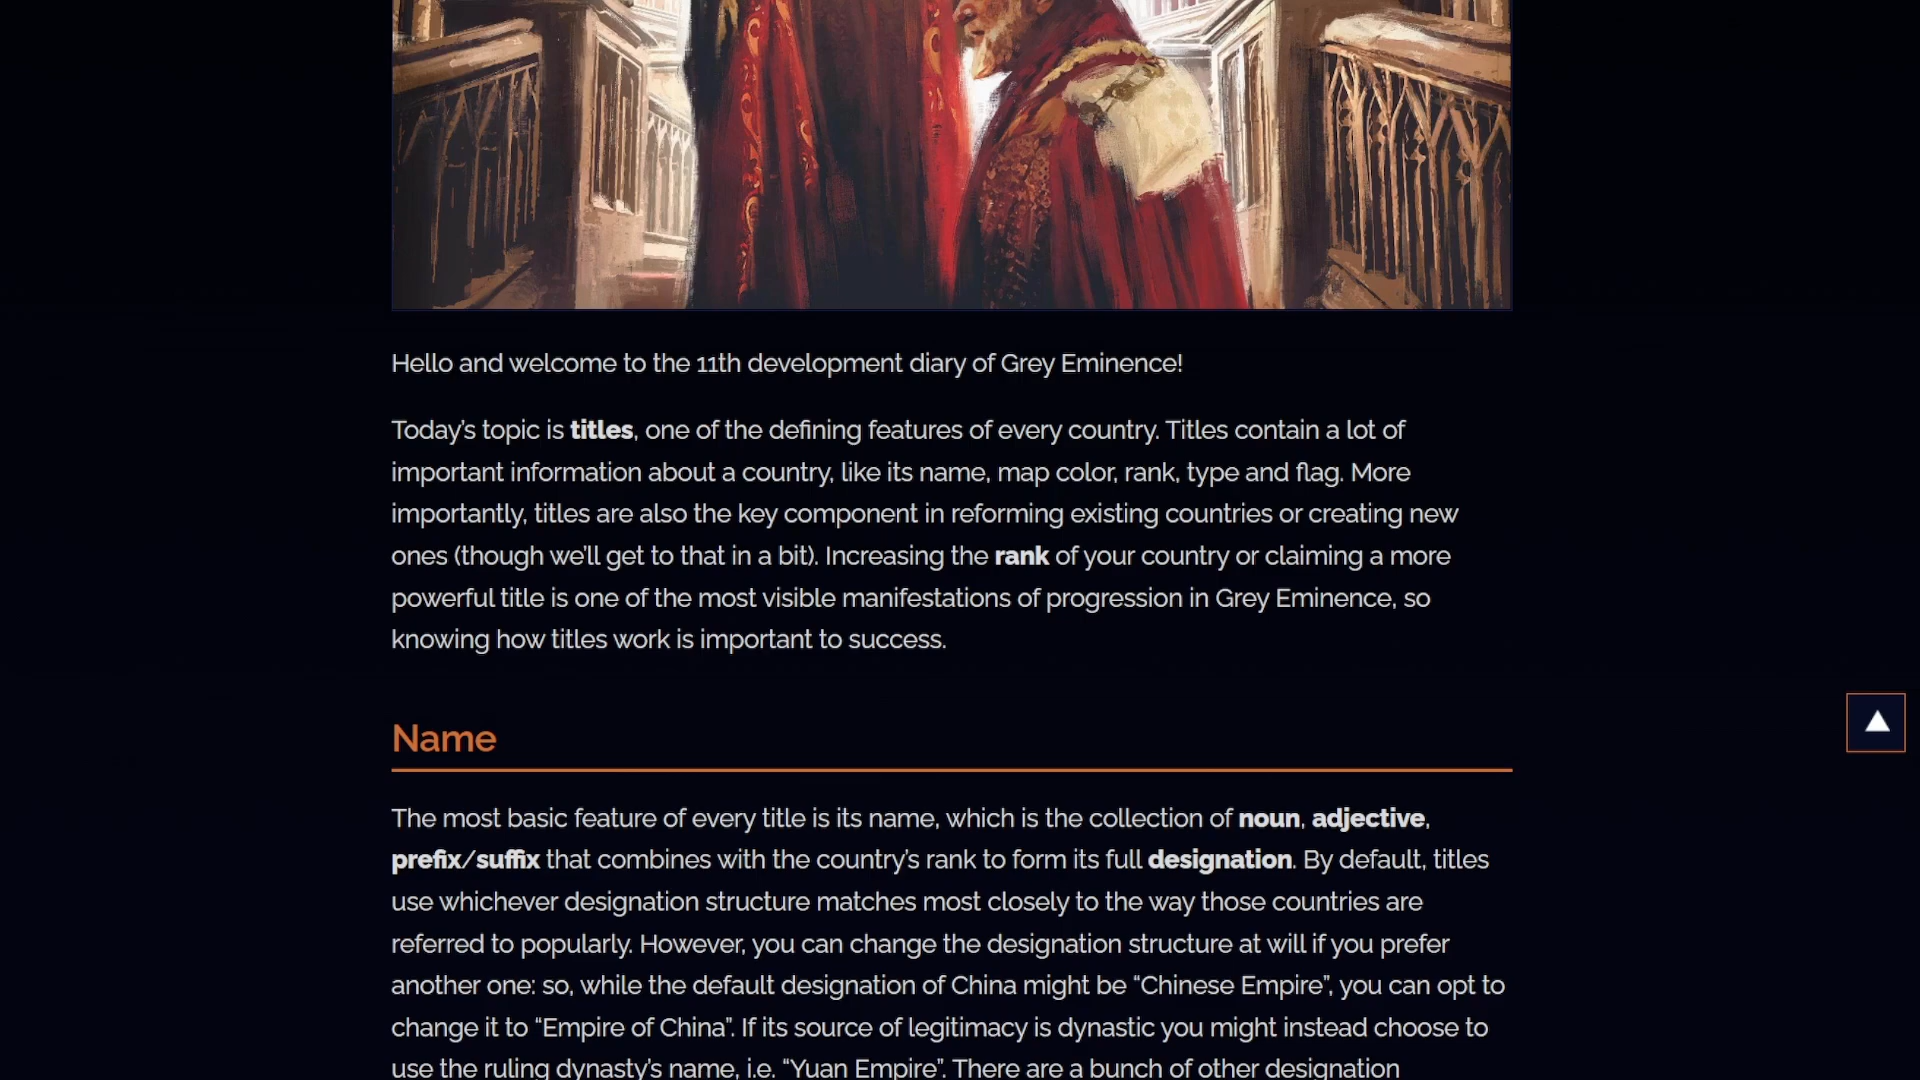 Hello and welcome to the 11th development diary of Grey Eminence!
Today's topic is titles, one of the defining features of every country. Titles contain a lot of
important information about a country, like its name, map color, rank, type and flag. More
importantly, titles are also the key component in reforming existing countries or creating new
ones (though we'll get to that in a bit). Increasing the rank of your country or claiming a more
powerful title is one of the most visible manifestations of progression in Grey Eminence, so
knowing how titles work is important to success.
Name
The most basic feature of every title is its name, which is the collection of noun, adjective,
prefix/suffix that combines with the country's rank to form its full designation. By default, titles
use whichever designation structure matches most closely to the way those countries are
referred to popularly. However, you can change the designation structure at will if you prefer
another one: so, while the default designation of China might be “Chinese Empire”, you can opt to
change it to “Empire of China”. If its source of legitimacy is dynastic you might instead choose to
use the ruling dynasty's name, i.e. “Yuan Empire”. There are a bunch of other designation